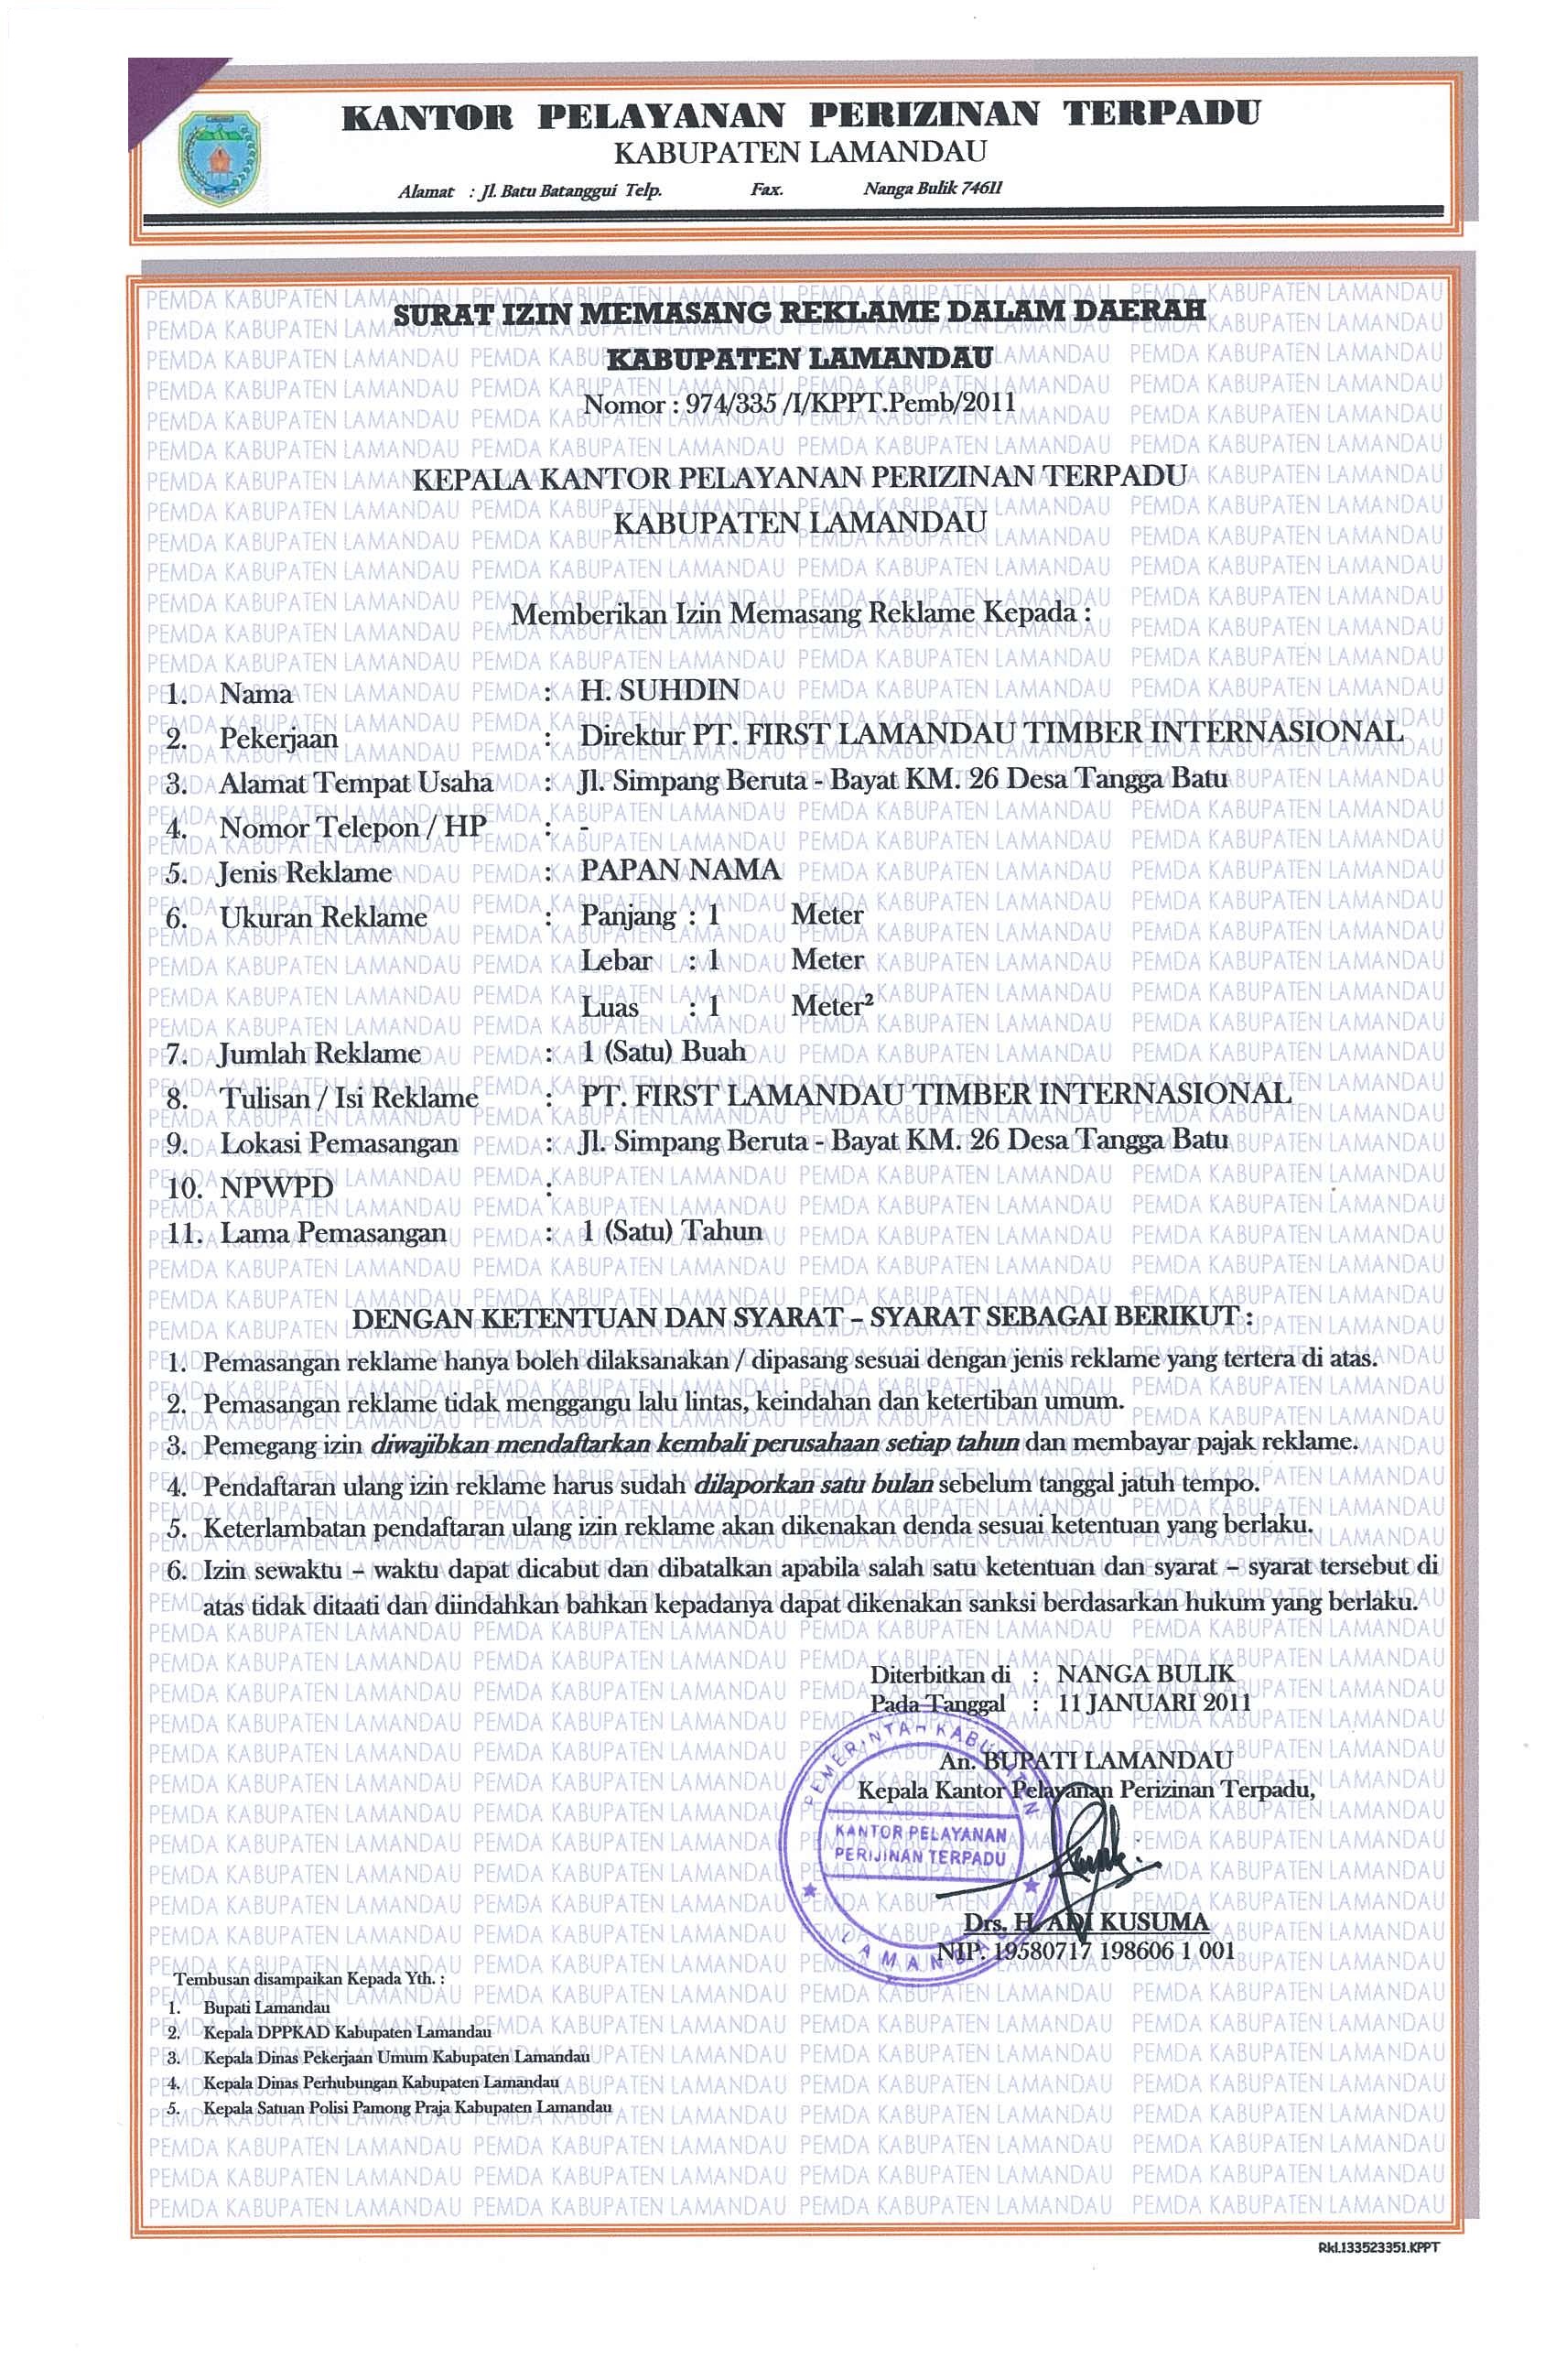 KANTOR PELAYANAN PERIZINAN TERPADU
KABUPATEN LAMANDAU
Alamat : Jl. Batu Batanggui Telp. Fax. Nanga Bulik 74611
SURAT IZIN MEMASANG REKLAME DALAM DAERAH
KABUPATEN LAMANDAU
Nomor : 974/335 /I/KPPT.Pemb/2011
KEPALA KANTOR PELAYANAN PERIZINAN TERPADU
KABUPATEN LAMANDAU
Memberikan Izin Memasang Reklame Kepada :
1. Nama : H. SUHDIN
2. Pekerjaan : Direktur PT. FIRST LAMANDAU TIMBER INTERNASIONAL
3. Alamat Tempat Usaha : Jl. Simpang Beruta - Bayat KM. 26 Desa Tangga Batu
4. Nomor Telepon / HP : -
5. Jenis Reklame : PAPAN NAMA
6. Ukuran Reklame : Panjang : 1 Meter
Lebar : 1 Meter
Luas : 1 Meter²
7. Jumlah Reklame : 1 (Satu) Buah
8. Tulisan / Isi Reklame : PT. FIRST LAMANDAU TIMBER INTERNASIONAL
9. Lokasi Pemasangan : Jl. Simpang Beruta - Bayat KM. 26 Desa Tangga Batu
10. NPWPD :
11. Lama Pemasangan : 1 (Satu) Tahun
DENGAN KETENTUAN DAN SYARAT – SYARAT SEBAGAI BERIKUT :
1. Pemasangan reklame hanya boleh dilaksanakan / dipasang sesuai dengan jenis reklame yang tertera di atas.
2. Pemasangan reklame tidak menggangu lalu lintas, keindahan dan ketertiban umum.
3. Pemegang izin diwajibkan mendaftarkan kembali perusahaan setiap tahun dan membayar pajak reklame.
4. Pendaftaran ulang izin reklame harus sudah dilaporkan satu bulan sebelum tanggal jatuh tempo.
5. Keterlambatan pendaftaran ulang izin reklame akan dikenakan denda sesuai ketentuan yang berlaku.
6. Izin sewaktu – waktu dapat dicabut dan dibatalkan apabila salah satu ketentuan dan syarat – syarat tersebut di
atas tidak ditaati dan diindahkan bahkan kepadanya dapat dikenakan sanksi berdasarkan hukum yang berlaku.
Diterbitkan di : NANGA BULIK
Pada Tanggal : 11 JANUARI 2011
An. BUPATI LAMANDAU
Kepala Kantor Pelayanan Perizinan Terpadu,
PEMERINTAH KABUPATEN
KANTOR PELAYANAN
PERIJINAN TERPADU
LAMANDAU
Drs. H. ADI KUSUMA
NIP. 19580717 198606 1 001
Tembusan disampaikan Kepada Yth. :
1. Bupati Lamandau
2. Kepala DPPKAD Kabupaten Lamandau
3. Kepala Dinas Pekerjaan Umum Kabupaten Lamandau
4. Kepala Dinas Perhubungan Kabupaten Lamandau
5. Kepala Satuan Polisi Pamong Praja Kabupaten Lamandau
Rkl.133523351.KPPT